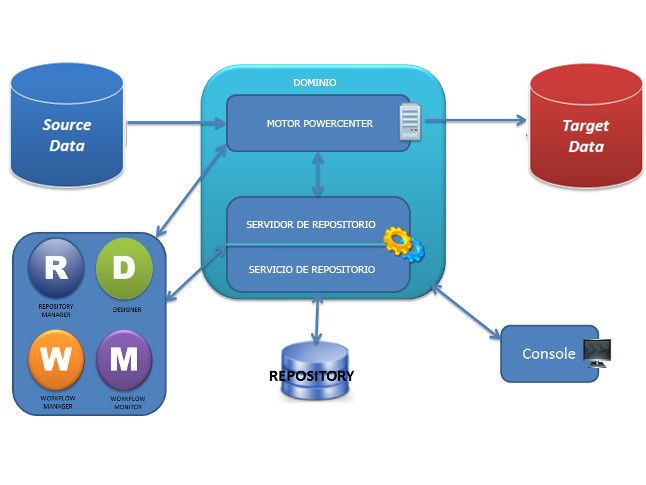 DOMINIO
Source
Data
MOTOR POWERCENTER
Target
Data
SERVIDOR DE REPOSITORIO
SERVICIO DE REPOSITORIO
R
D
REPOSITORY
MANAGER
DESIGNER
W
M
WORKFLOW
MANAGER
WORKFLOW
MONITOR
REPOSITORY
Console